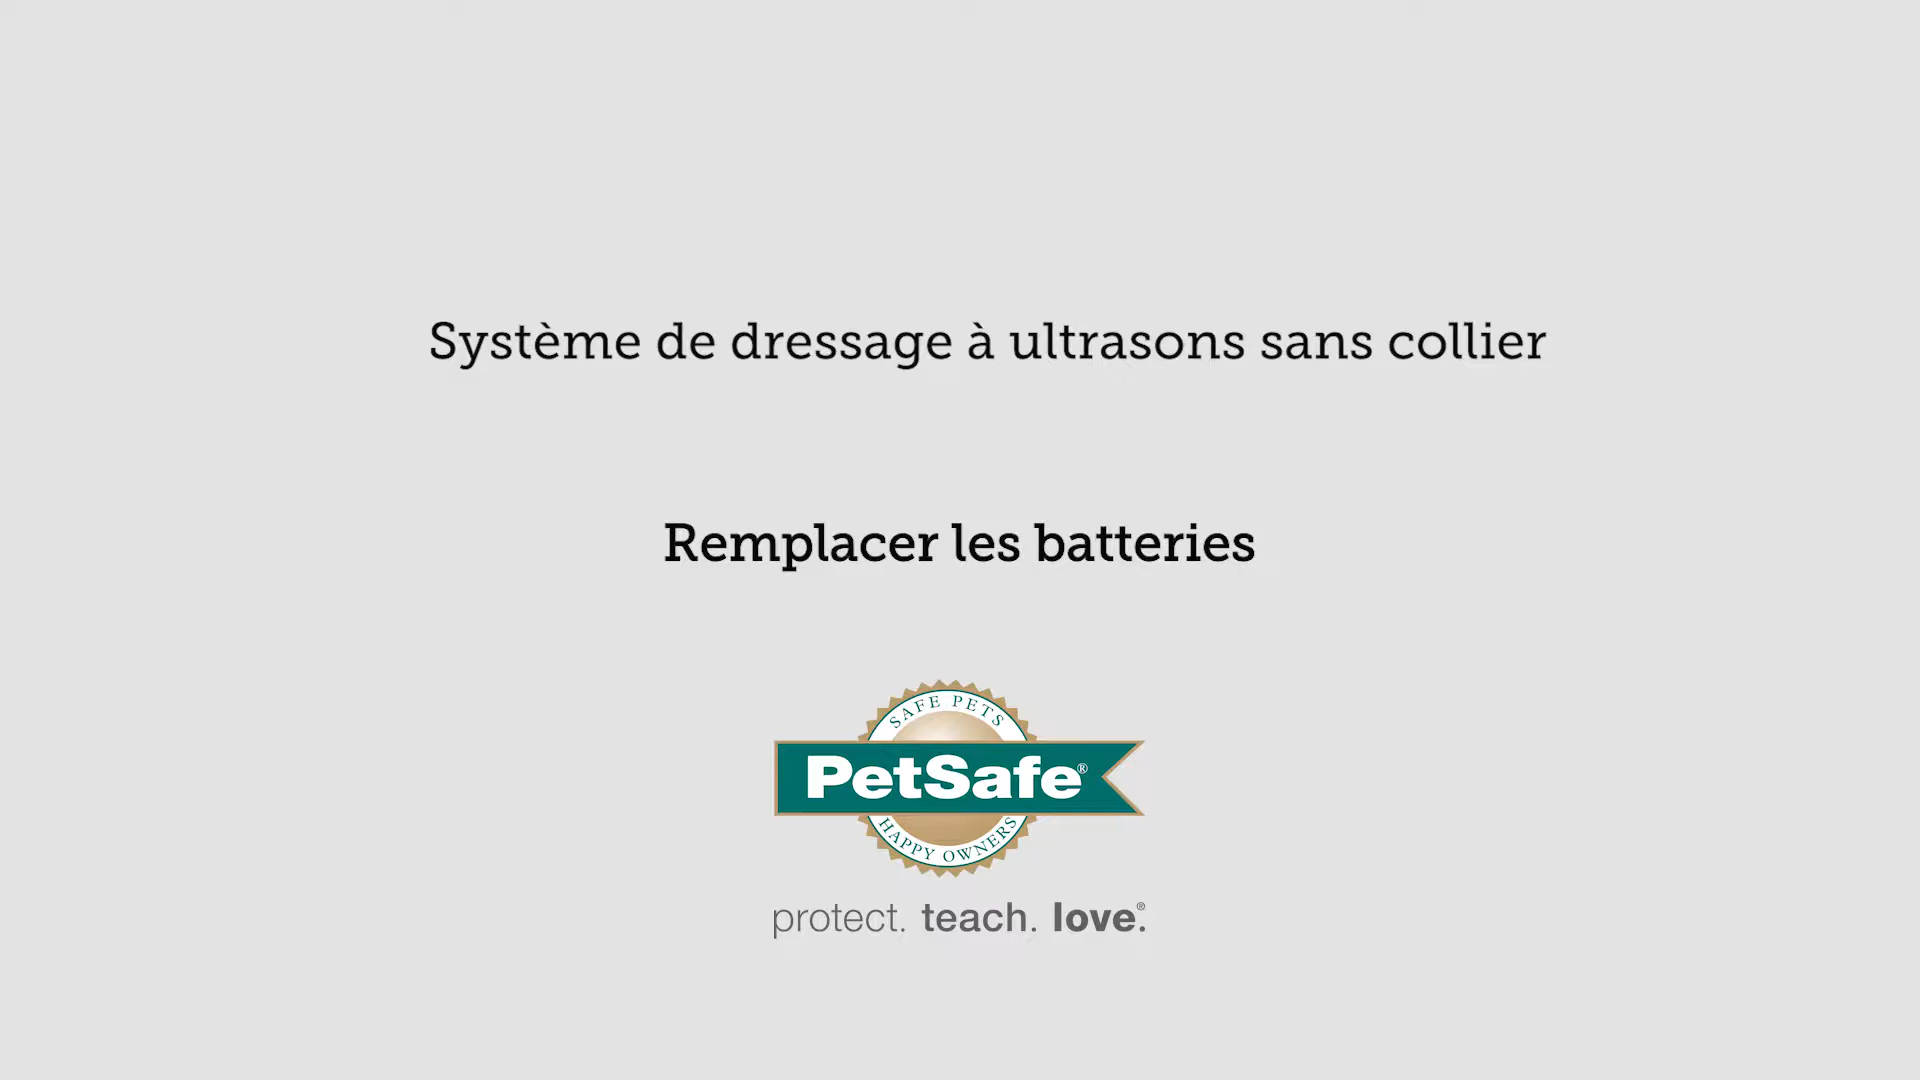 Système de dressage à ultrasons sans collier
Remplacer les batteries
SAFE PETS
PetSafe®
HAPPY OWNERS
protect. teach. love.®